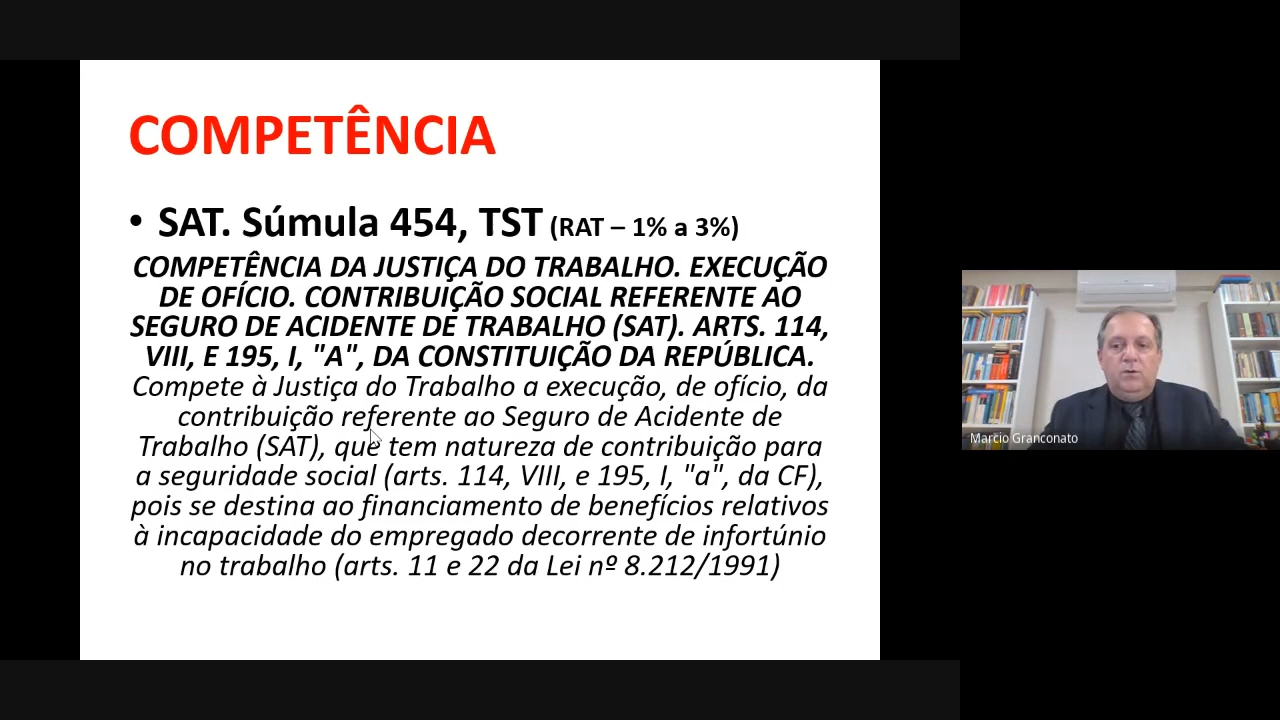 COMPETÊNCIA
• SAT. Súmula 454, TST (RAT – 1% a 3%)
COMPETÊNCIA DA JUSTIÇA DO TRABALHO. EXECUÇÃO
DE OFÍCIO. CONTRIBUIÇÃO SOCIAL REFERENTE AO
SEGURO DE ACIDENTE DE TRABALHO (SAT). ARTS. 114,
VIII, E 195, I, "A", DA CONSTITUIÇÃO DA REPÚBLICA.
Compete à Justiça do Trabalho a execução, de ofício, da
contribuição referente ao Seguro de Acidente de
Trabalho (SAT), que tem natureza de contribuição para
a seguridade social (arts. 114, VIII, e 195, I, "a", da CF),
pois se destina ao financiamento de benefícios relativos
à incapacidade do empregado decorrente de infortúnio
no trabalho (arts. 11 e 22 da Lei nº 8.212/1991)
Marcio Granconato